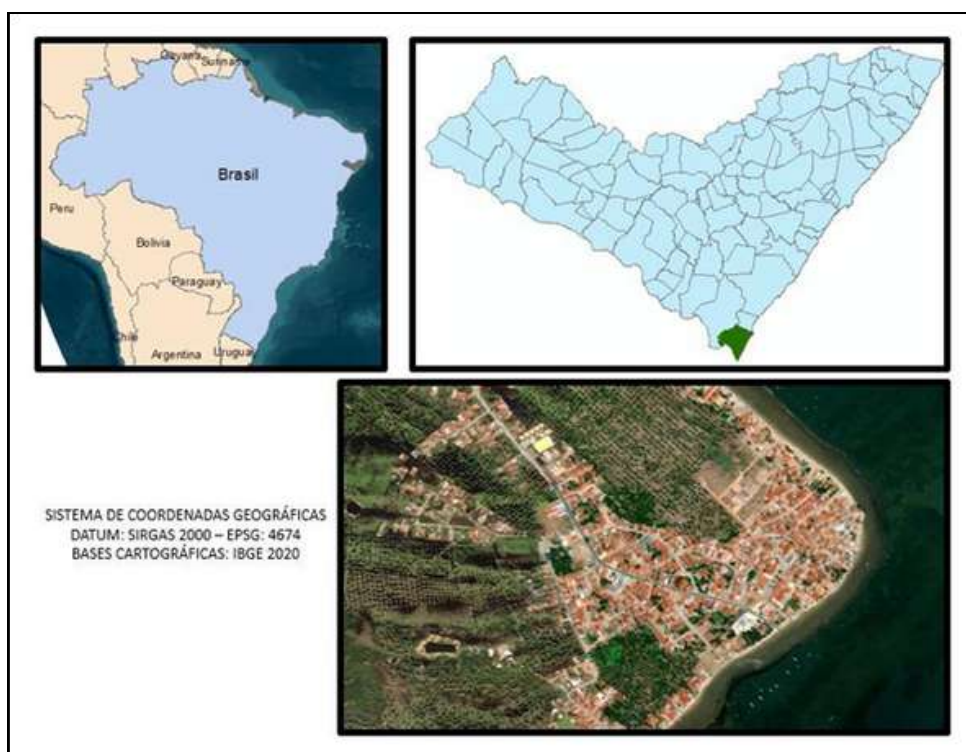 Guyana
Suriname
Brasil
Peru
Bolivia
Paraguay
Chile
Argentina
Uruguay
SISTEMA DE COORDENADAS GEOGRÁFICAS
DATUM: SIRGAS 2000 – EPSG: 4674
BASES CARTOGRÁFICAS: IBGE 2020